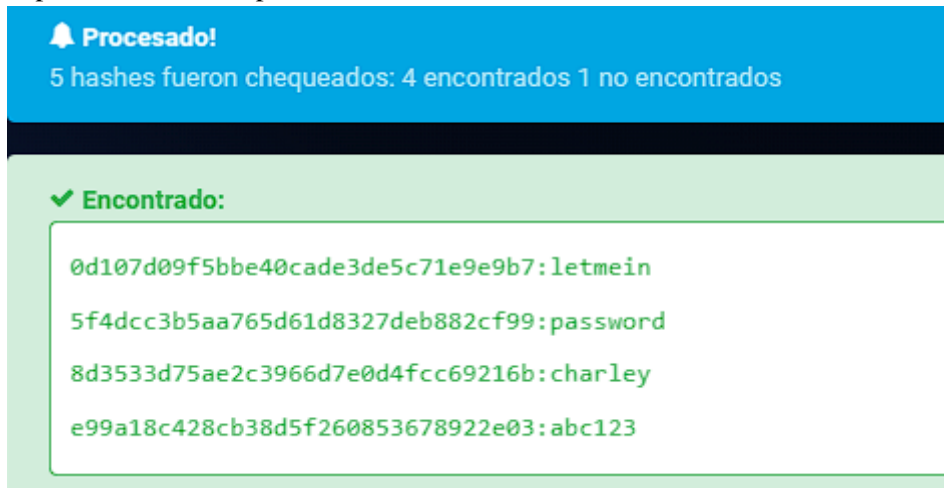 Procesado!
5 hashes fueron chequeados: 4 encontrados 1 no encontrados
Encontrado:
0d107d09f5bbe40cade3de5c71e9e9b7:letmein
5f4dcc3b5aa765d61d8327deb882cf99:password
8d3533d75ae2c3966d7e0d4fcc69216b:charley
e99a18c428cb38d5f260853678922e03:abc123